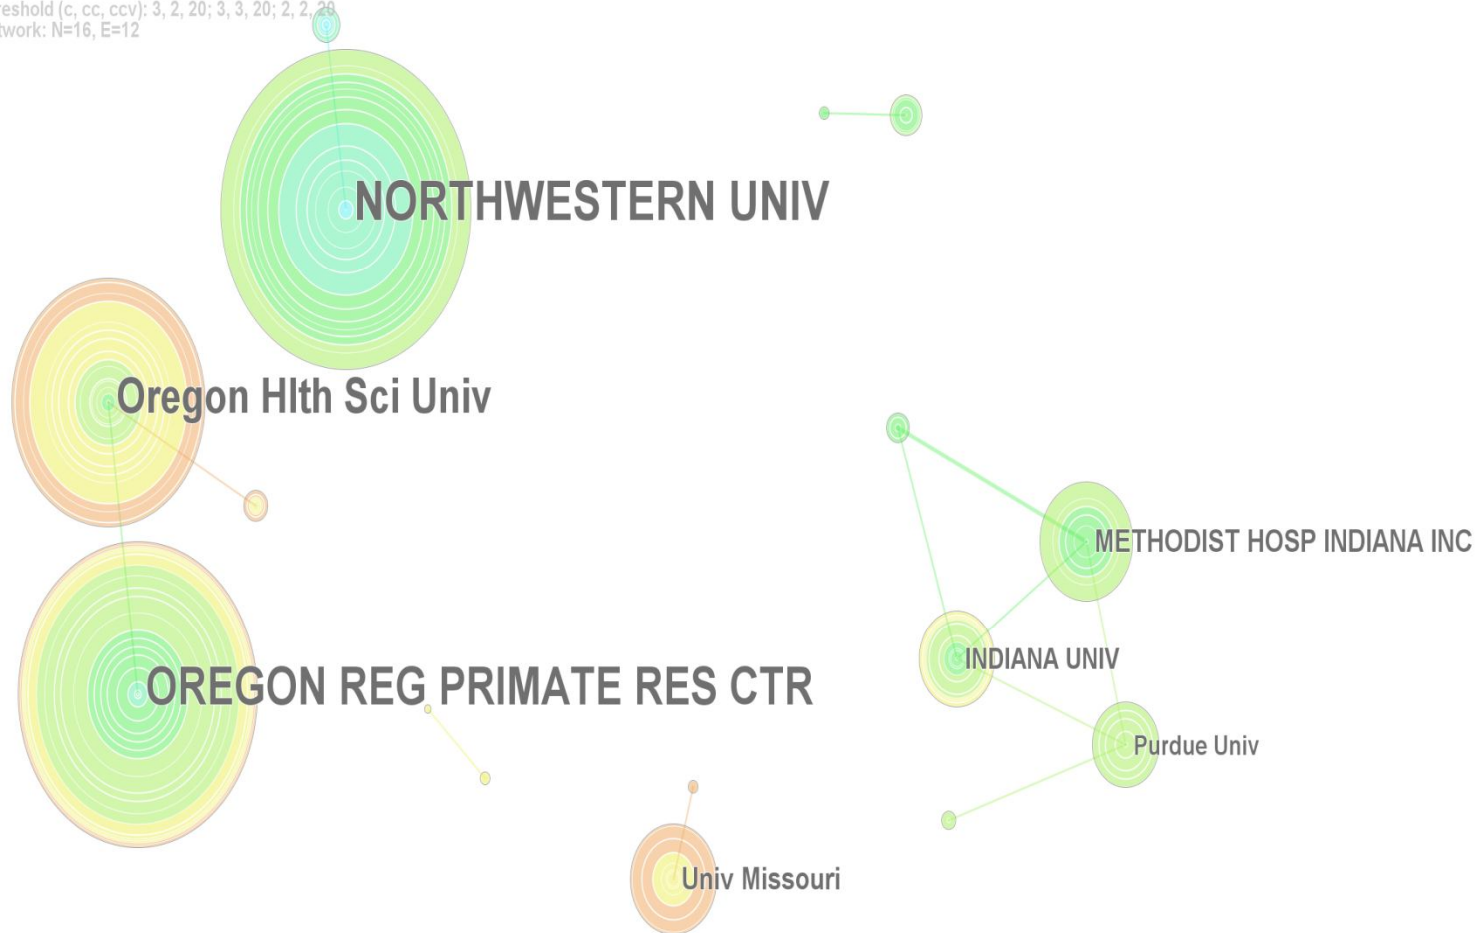 reshold (c, cc, ccv): 3, 2, 20; 3, 3, 20; 2, 2, 20
twork: N=16, E=12
NORTHWESTERN UNIV
Oregon Hlth Sci Univ
METHODIST HOSP INDIANA INC
INDIANA UNIV
OREGON REG PRIMATE RES CTR
Purdue Univ
Univ Missouri